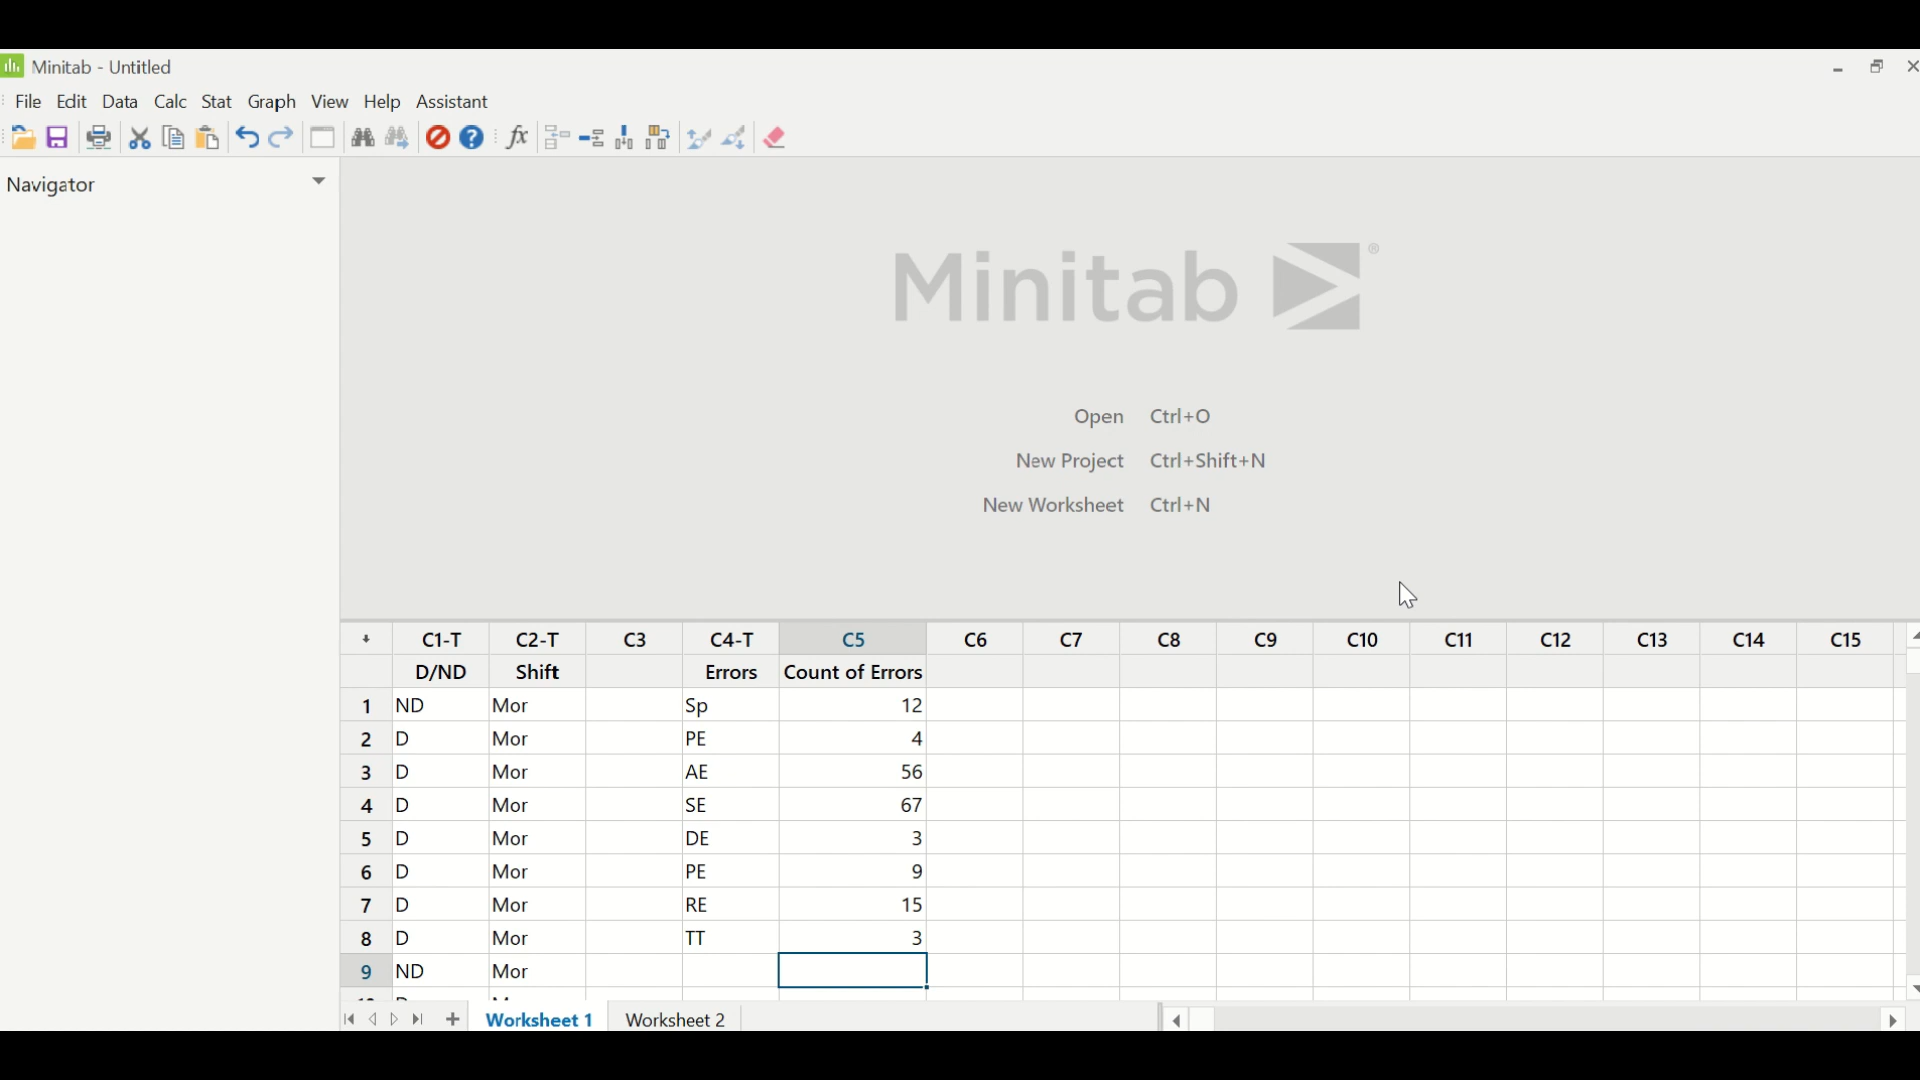 Minitab - Untitled
File Edit Data Calc Stat Graph View Help Assistant
fx
Navigator
Minitab ®
Open Ctrl+O
New Project Ctrl+Shift+N
New Worksheet Ctrl+N
C1-T C2-T C3 C4-T C5 C6 C7 C8 C9 C10 C11 C12 C13 C14 C15
D/ND Shift Errors Count of Errors
1 ND Mor Sp 12
2 D Mor PE 4
3 D Mor AE 56
4 D Mor SE 67
5 D Mor DE 3
6 D Mor PE 9
7 D Mor RE 15
8 D Mor TT 3
9 ND Mor
Worksheet 1 Worksheet 2